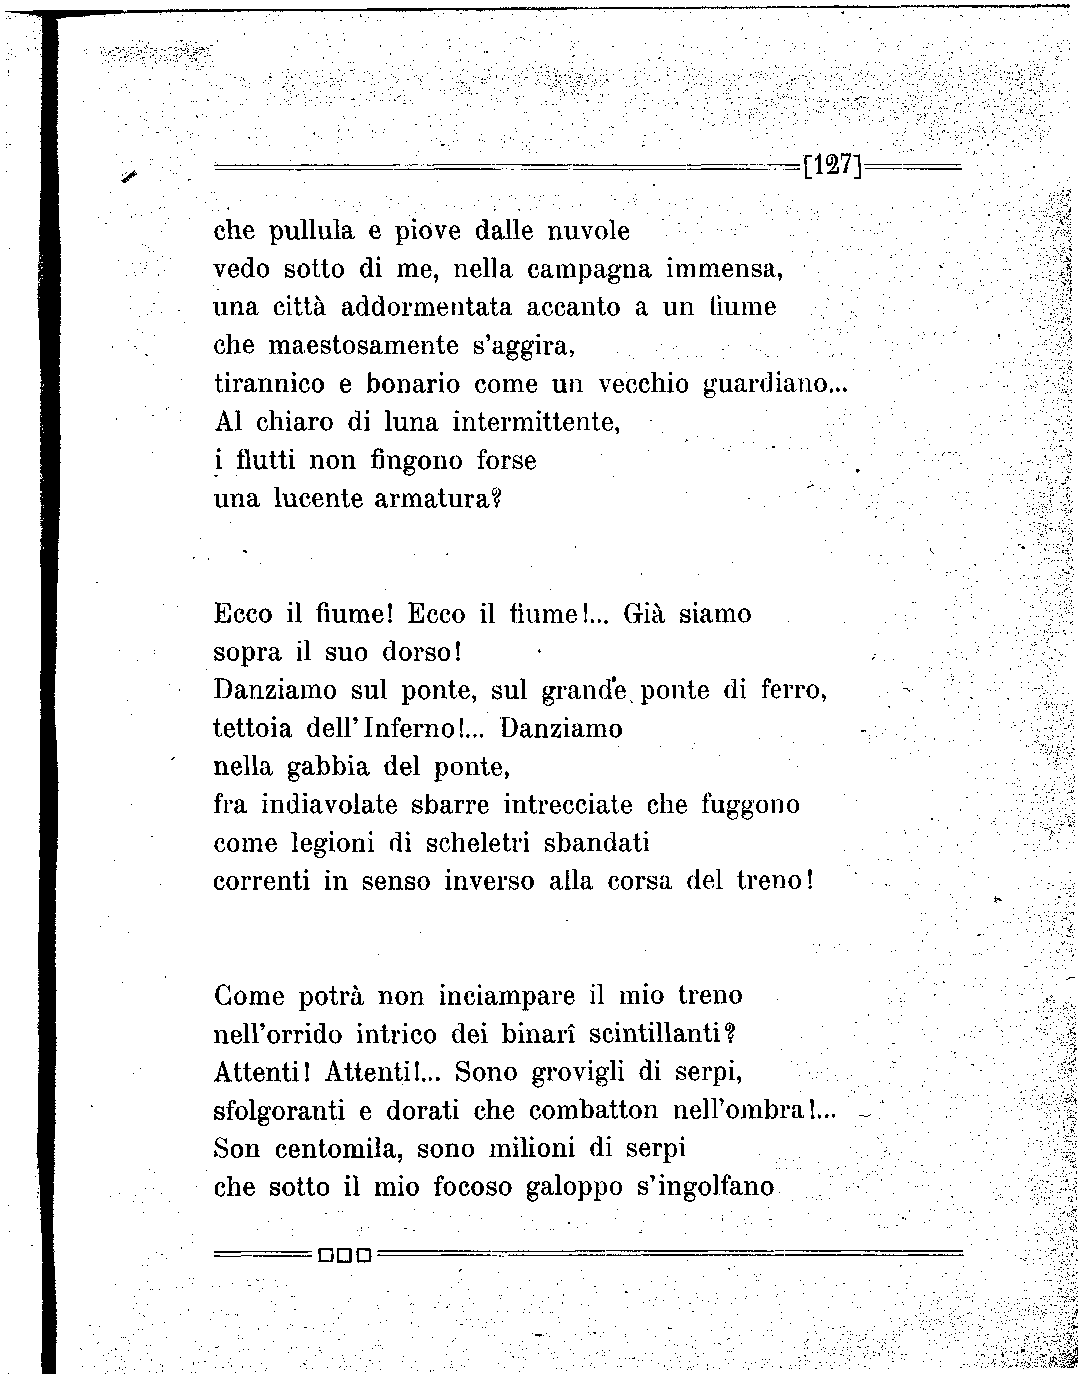 [127]
che pullula e piove dalle nuvole
vedo sotto di me, nella campagna immensa,
una città addormentata accanto a un fiume
che maestosamente s'aggira,
tirannico e bonario come un vecchio guardiano...
Al chiaro di luna intermittente,
i flutti non fingono forse
una lucente armatura?
Ecco il fiume! Ecco il fiume!... Già siamo
sopra il suo dorso!
Danziamo sul ponte, sul grande ponte di ferro,
tettoia dell'Inferno!... Danziamo
nella gabbia del ponte,
fra indiavolate sbarre intrecciate che fuggono
come legioni di scheletri sbandati
correnti in senso inverso alla corsa del treno!
Come potrà non inciampare il mio treno
nell'orrido intrico dei binarî scintillanti?
Attenti! Attenti!... Sono grovigli di serpi,
sfolgoranti e dorati che combatton nell'ombra!...
Son centomila, sono milioni di serpi
che sotto il mio focoso galoppo s'ingolfano